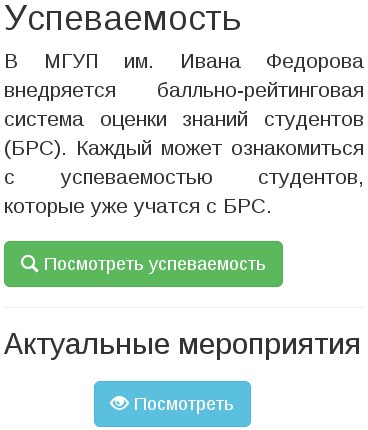 Успеваемость
В МГУП им. Ивана Федорова
внедряется балльно-рейтинговая
система оценки знаний студентов
(БРС). Каждый может ознакомиться
с успеваемостью студентов,
которые уже учатся с БРС.
Посмотреть успеваемость
Актуальные мероприятия
Посмотреть